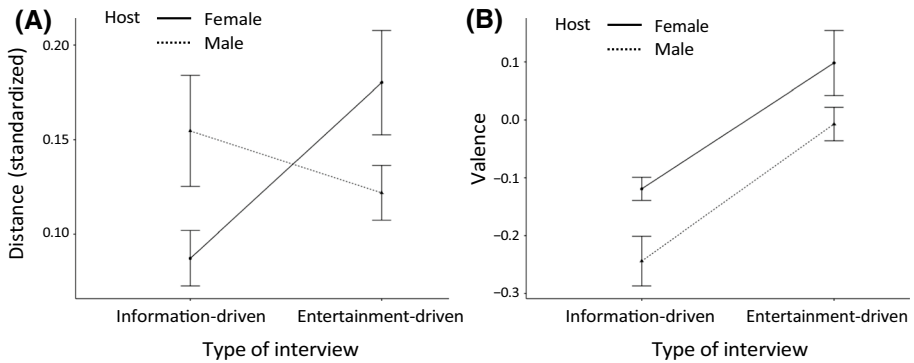 (A)
Host
Female
Male
Distance (standardized)
0.20
0.15
0.10
Information-driven
Entertainment-driven
Type of interview
(B)
Host
Female
Male
Valence
0.1
0.0
−0.1
−0.2
−0.3
Information-driven
Entertainment-driven
Type of interview